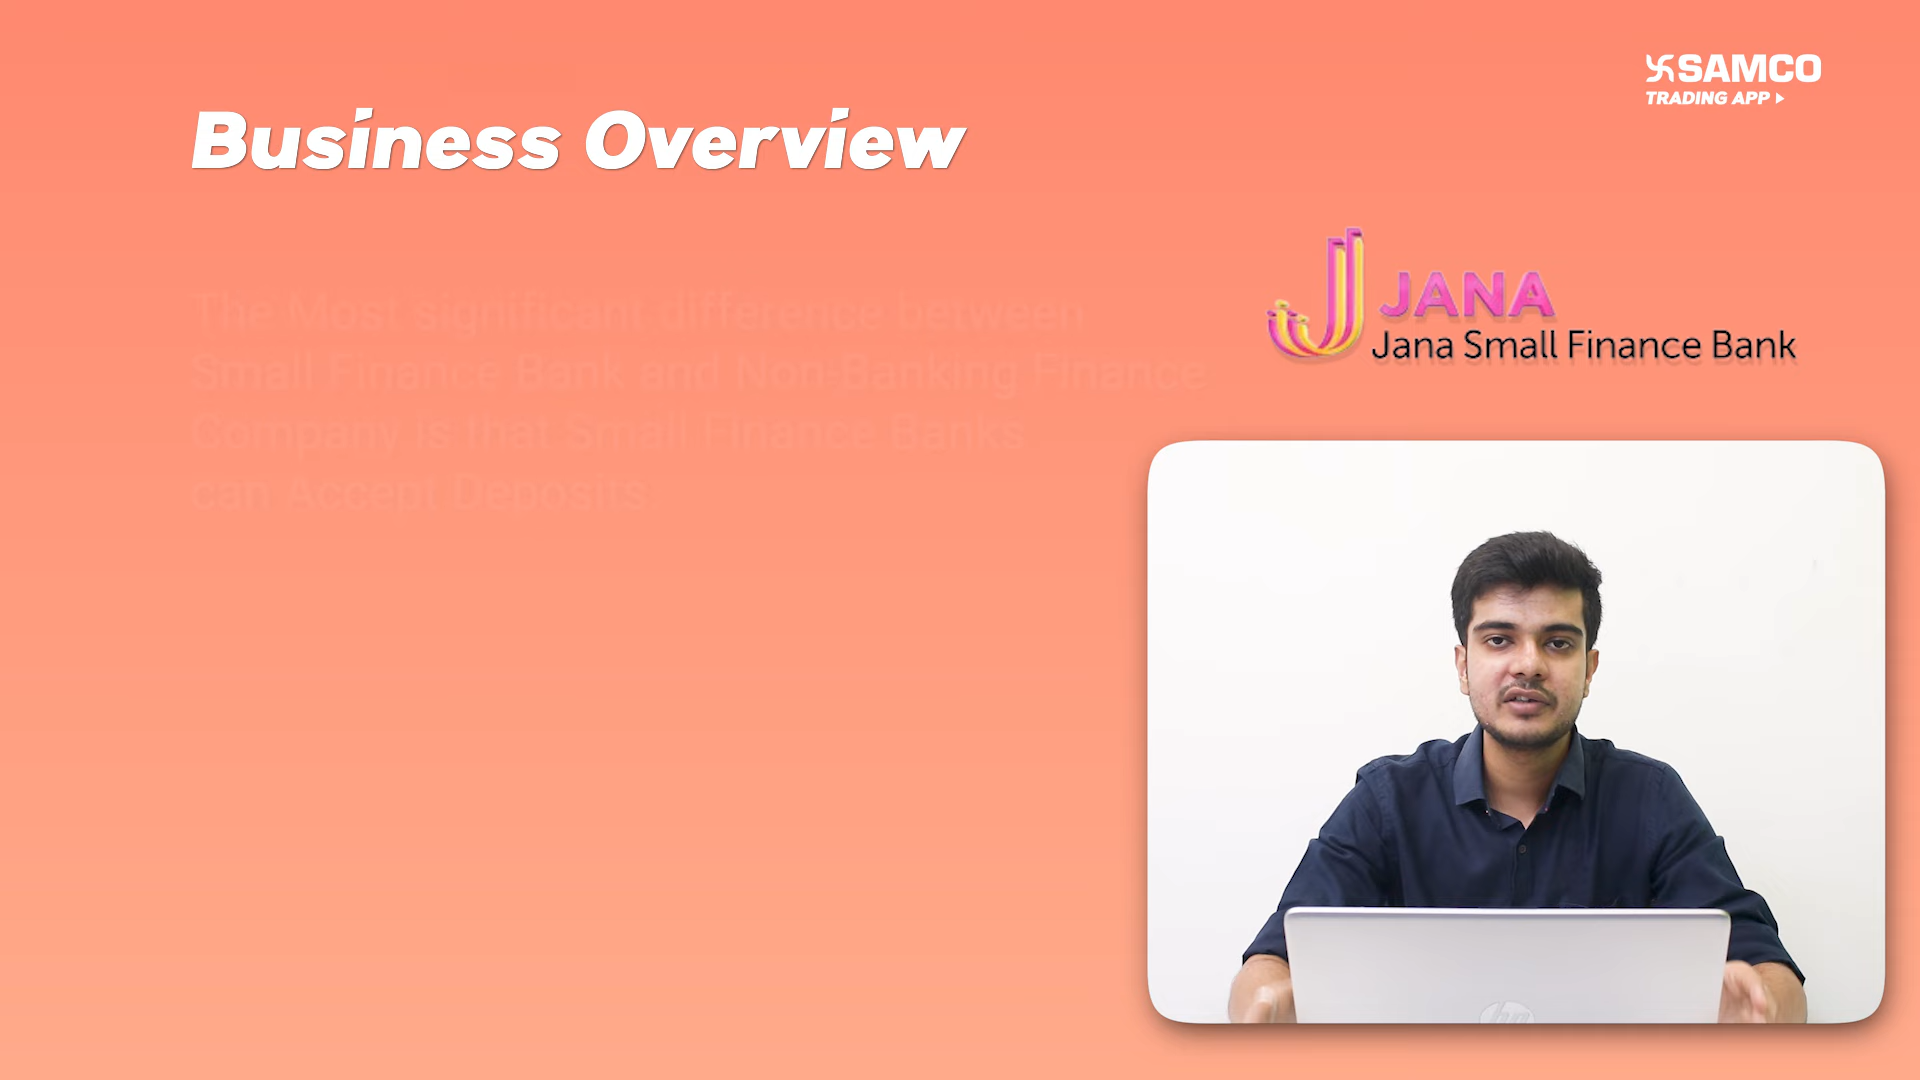 SAMCO
TRADING APP
Business Overview
JANA
Jana Small Finance Bank
The Most significant difference between
Small Finance Bank and Non-Banking Finance
Company is that Small Finance Banks
can Accept Deposits.
hp